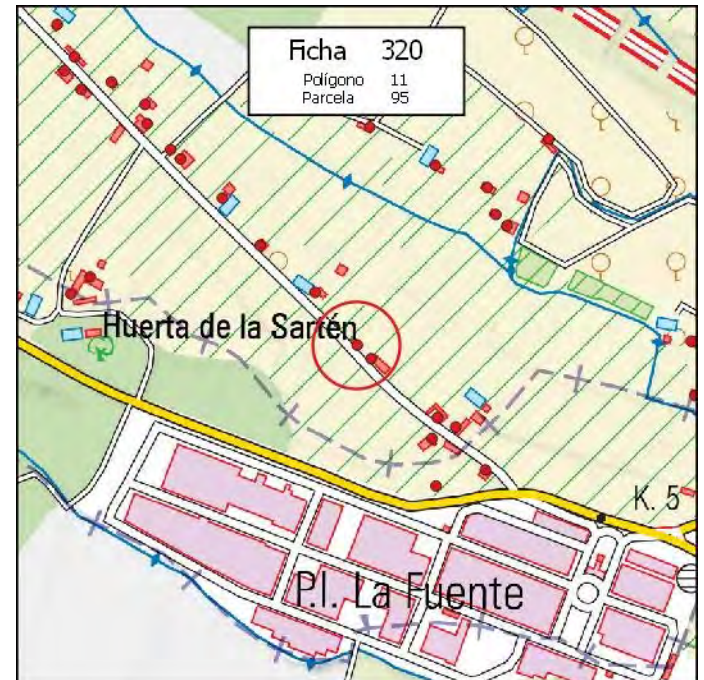 Ficha 320
Polígono 11
Parcela 95
Huerta de la Sartén
K. 5
P.I. La Fuente